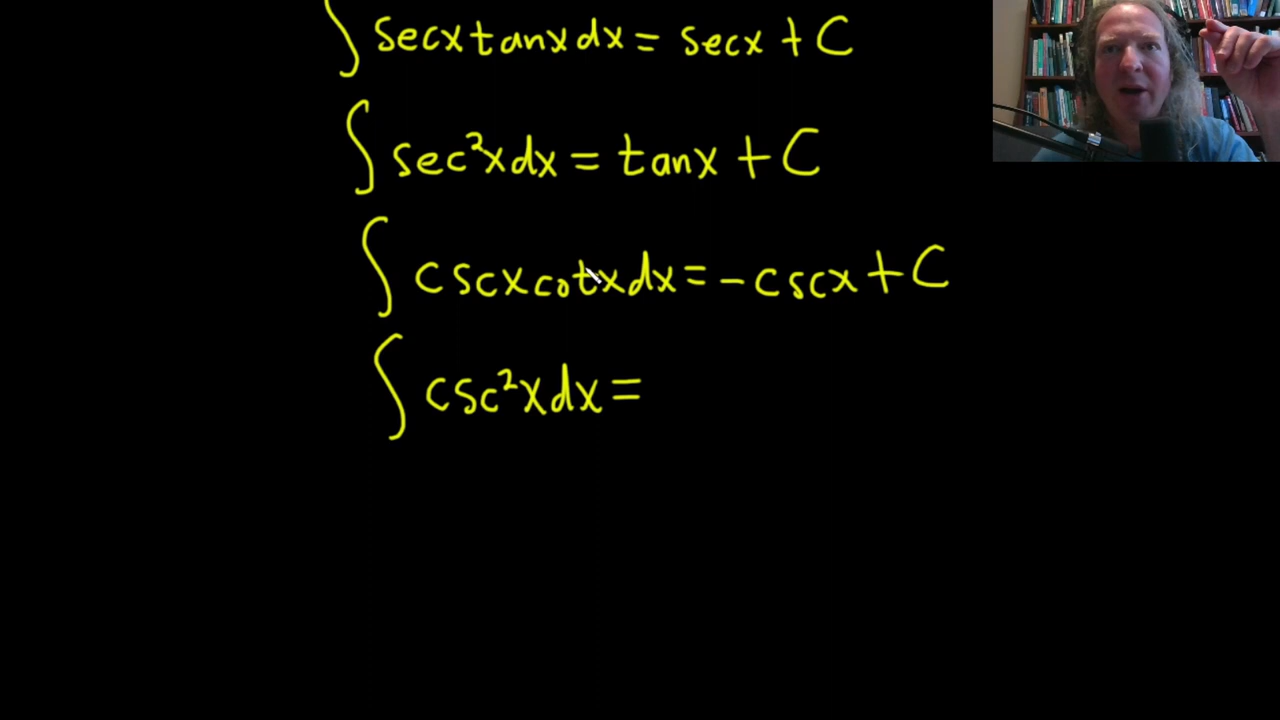 ∫ secx tanx dx = secx + C
∫ sec²x dx = tanx + C
∫ cscx cotx dx = -cscx + C
∫ csc²x dx =